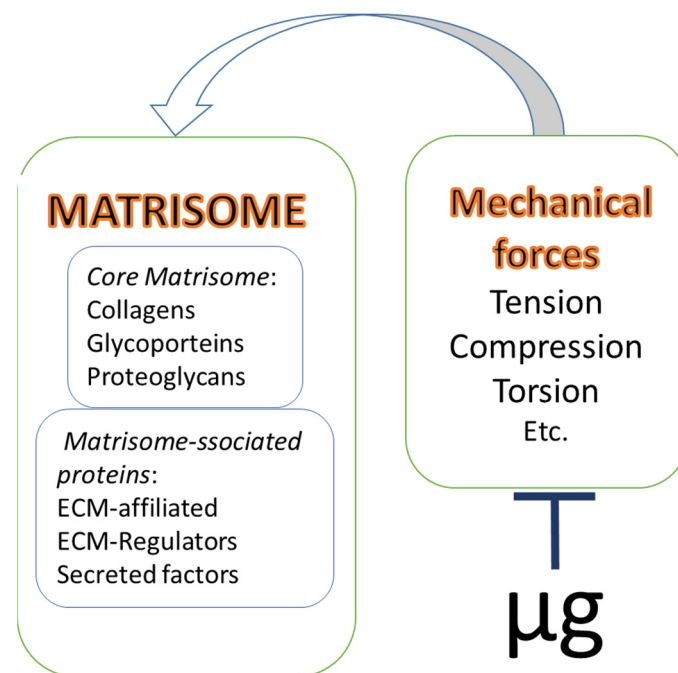 MATRISOME
Core Matrisome:
Collagens
Glycoporteins
Proteoglycans
Matrisome-ssociated
proteins:
ECM-affiliated
ECM-Regulators
Secreted factors
Mechanical
forces
Tension
Compression
Torsion
Etc.
µg